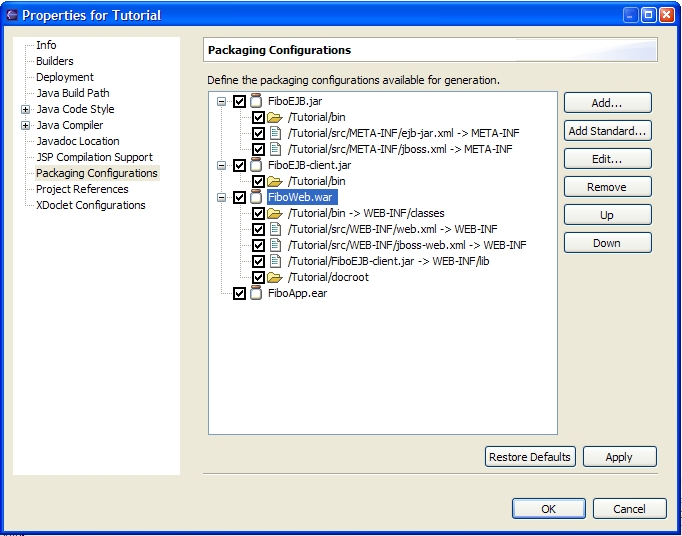 Properties for Tutorial
Info
Builders
Deployment
Java Build Path
Java Code Style
Java Compiler
Javadoc Location
JSP Compilation Support
Packaging Configurations
Project References
XDoclet Configurations
Packaging Configurations
Define the packaging configurations available for generation.
FiboEJB.jar
/Tutorial/bin
/Tutorial/src/META-INF/ejb-jar.xml -> META-INF
/Tutorial/src/META-INF/jboss.xml -> META-INF
FiboEJB-client.jar
/Tutorial/bin
FiboWeb.war
/Tutorial/bin -> WEB-INF/classes
/Tutorial/src/WEB-INF/web.xml -> WEB-INF
/Tutorial/src/WEB-INF/jboss-web.xml -> WEB-INF
/Tutorial/FiboEJB-client.jar -> WEB-INF/lib
/Tutorial/docroot
FiboApp.ear
Add...
Add Standard...
Edit...
Remove
Up
Down
Restore Defaults
Apply
OK
Cancel